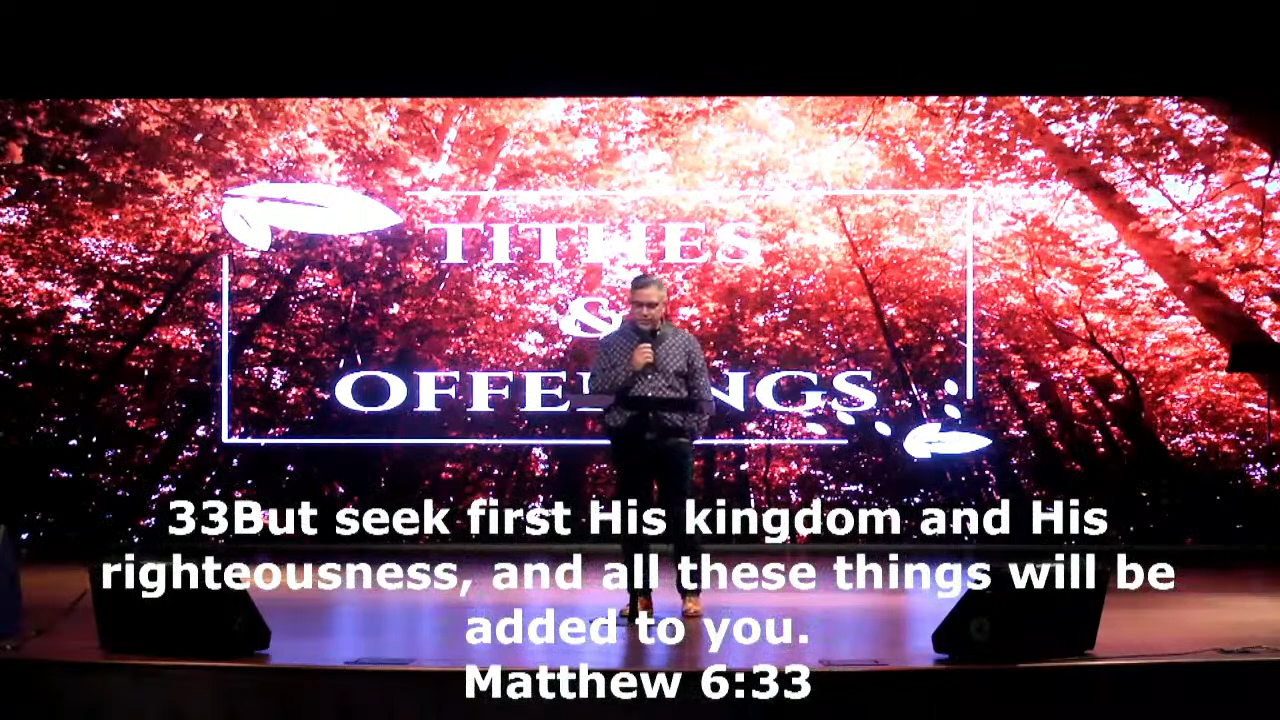 TITHES
&
OFFERINGS
33But seek first His kingdom and His
righteousness, and all these things will be
added to you.
Matthew 6:33